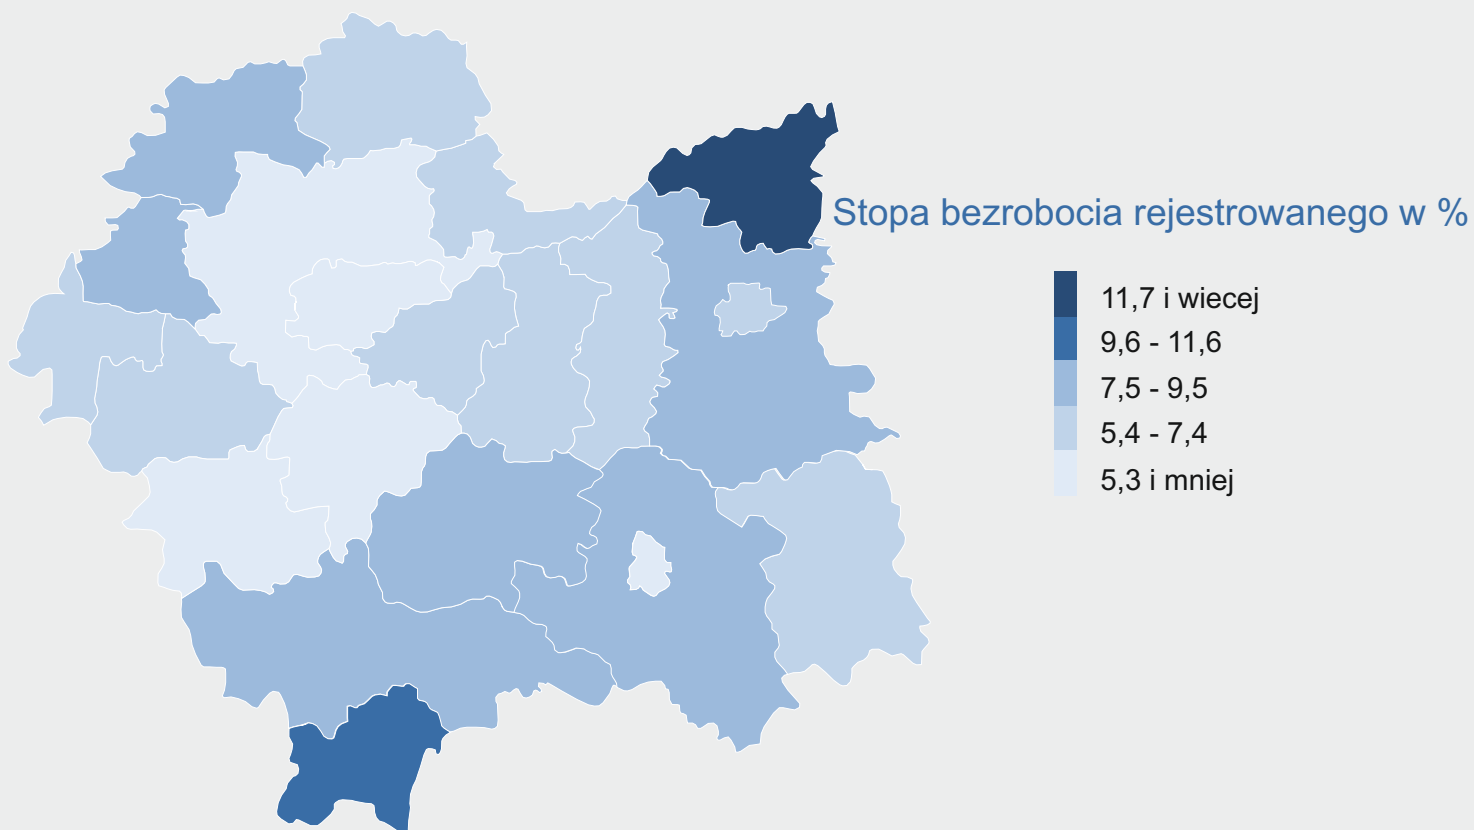 Stopa bezrobocia rejestrowanego w %
11,7 i wiecej
9,6 - 11,6
7,5 - 9,5
5,4 - 7,4
5,3 i mniej